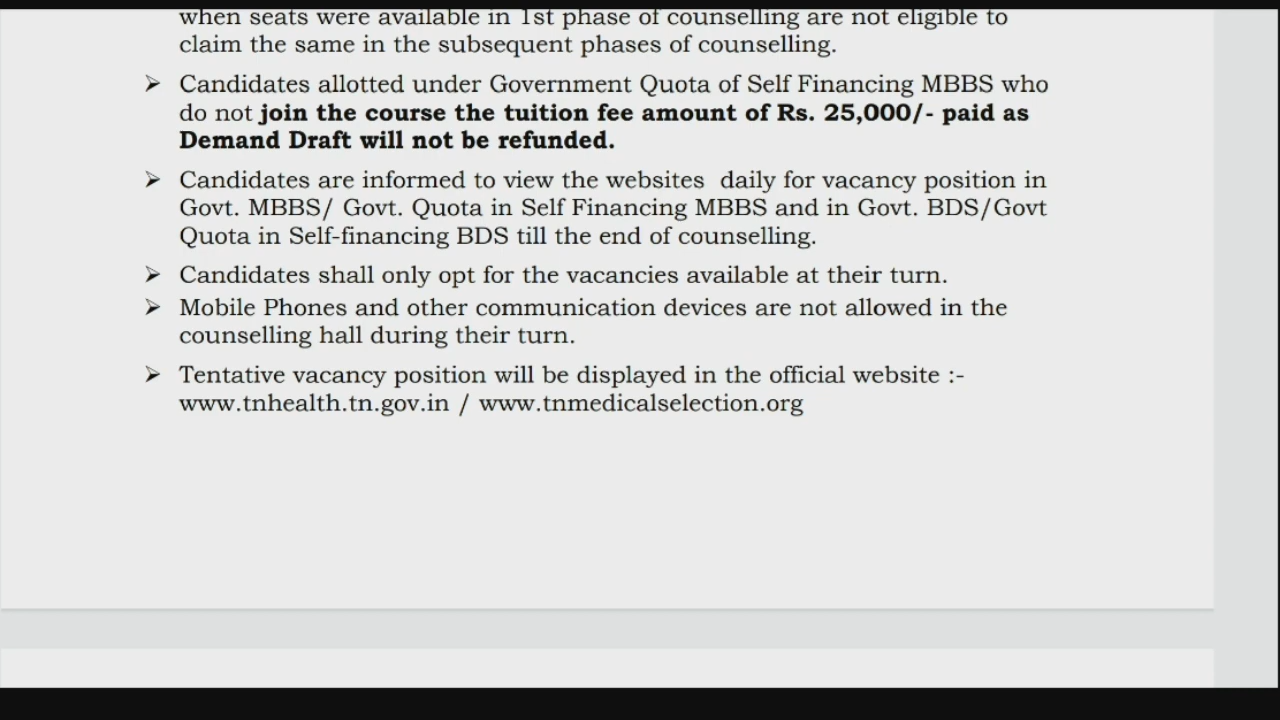 when seats were available in 1st phase of counselling are not eligible to
claim the same in the subsequent phases of counselling.
➢ Candidates allotted under Government Quota of Self Financing MBBS who
do not join the course the tuition fee amount of Rs. 25,000/- paid as
Demand Draft will not be refunded.
➢ Candidates are informed to view the websites daily for vacancy position in
Govt. MBBS/ Govt. Quota in Self Financing MBBS and in Govt. BDS/Govt
Quota in Self-financing BDS till the end of counselling.
➢ Candidates shall only opt for the vacancies available at their turn.
➢ Mobile Phones and other communication devices are not allowed in the
counselling hall during their turn.
➢ Tentative vacancy position will be displayed in the official website :-
www.tnhealth.tn.gov.in / www.tnmedicalselection.org